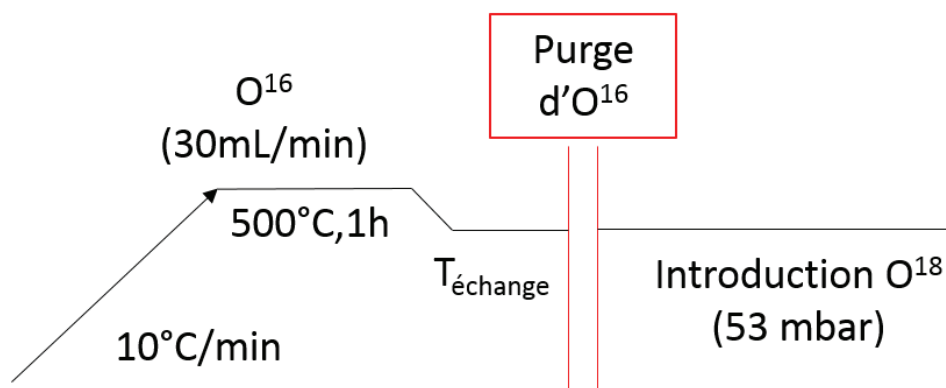 Purge
d'O¹⁶
O¹⁶
(30mL/min)
500°C,1h
Téchange
Introduction O¹⁸
(53 mbar)
10°C/min